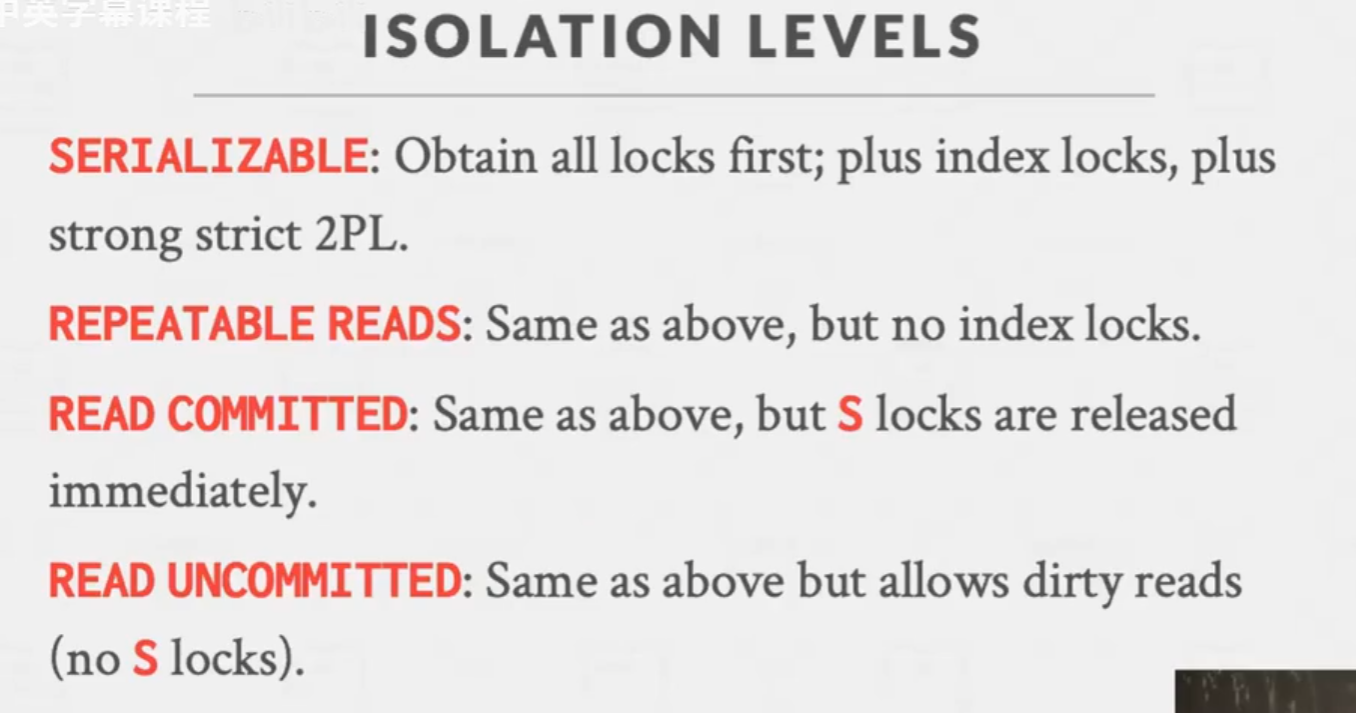 中英字幕课程
ISOLATION LEVELS
SERIALIZABLE: Obtain all locks first; plus index locks, plus
strong strict 2PL.
REPEATABLE READS: Same as above, but no index locks.
READ COMMITTED: Same as above, but S locks are released
immediately.
READ UNCOMMITTED: Same as above but allows dirty reads
(no S locks).